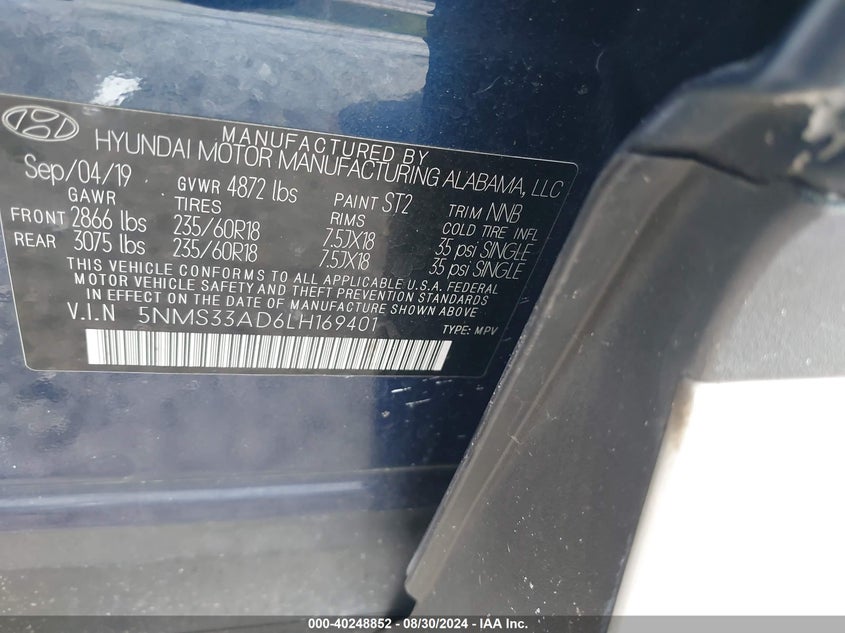 MANUFACTURED BY
HYUNDAI MOTOR MANUFACTURING ALABAMA, LLC
Sep/04/19 GVWR 4872 lbs PAINT ST2 TRIM NNB
GAWR TIRES RIMS COLD TIRE INFL
FRONT 2866 lbs 235/60R18 7.5JX18 35 psi SINGLE
REAR 3075 lbs 235/60R18 7.5JX18 35 psi SINGLE
THIS VEHICLE CONFORMS TO ALL APPLICABLE U.S.A. FEDERAL
MOTOR VEHICLE SAFETY AND THEFT PREVENTION STANDARDS
IN EFFECT ON THE DATE OF MANUFACTURE SHOWN ABOVE
V.I.N 5NMS33AD6LH169401 TYPE: MPV
000-40248852 - 08/30/2024 - IAA Inc.